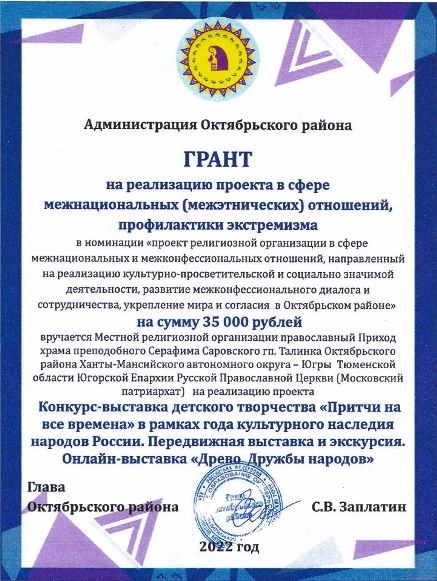 Администрация Октябрьского района
ГРАНТ
на реализацию проекта в сфере
межнациональных (межэтнических) отношений,
профилактики экстремизма
в номинации «проект религиозной организации в сфере
межнациональных и межконфессиональных отношений, направленный
на реализацию культурно-просветительской и социально значимой
деятельности, развитие межконфессионального диалога и
сотрудничества, укрепление мира и согласия в Октябрьском районе»
на сумму 35 000 рублей
вручается Местной религиозной организации православный Приход
храма преподобного Серафима Саровского гп. Талинка Октябрьского
района Ханты-Мансийского автономного округа – Югры Тюменской
области Югорской Епархии Русской Православной Церкви (Московский
патриархат) на реализацию проекта
Конкурс-выставка детского творчества «Притчи на
все времена» в рамках года культурного наследия
народов России. Передвижная выставка и экскурсия.
Онлайн-выставка «Древо Дружбы народов»
Глава
Октябрьского района С.В. Заплатин
2022 год